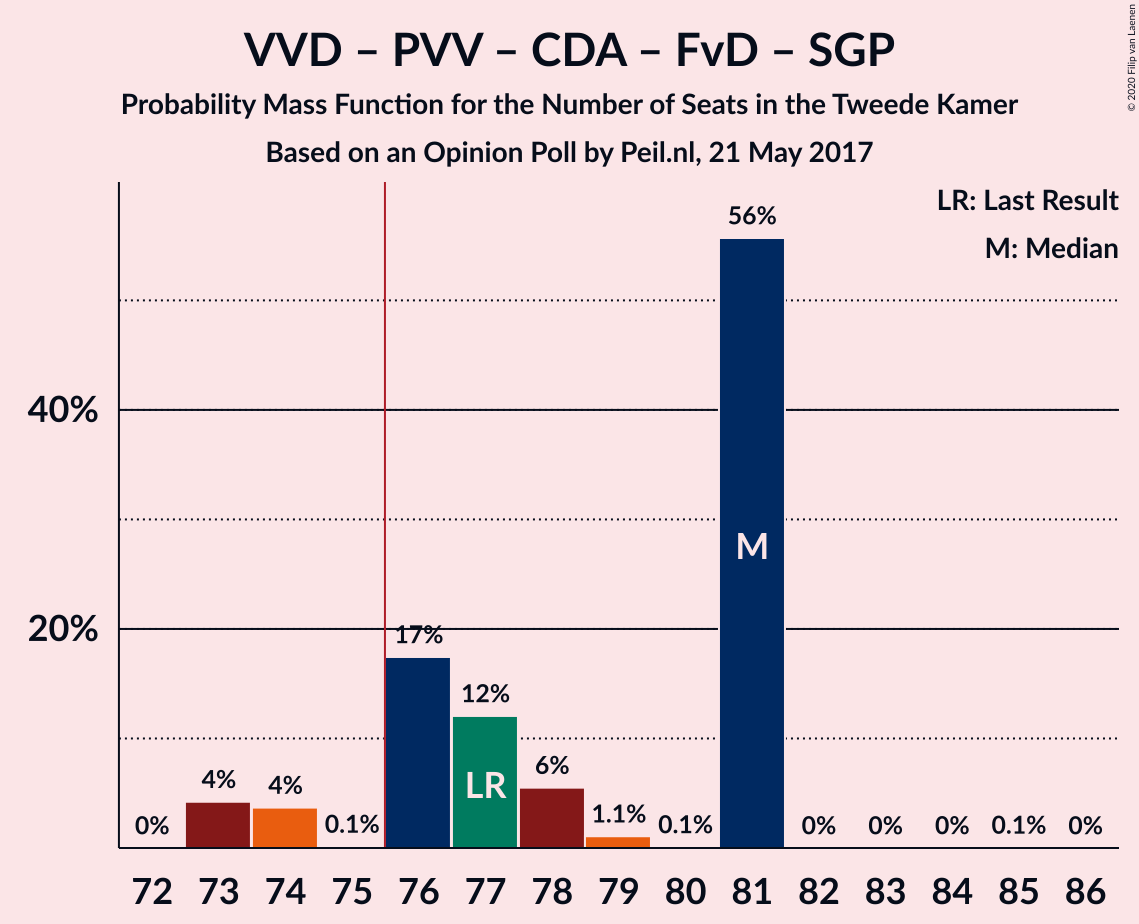 VVD – PVV – CDA – FvD – SGP
Probability Mass Function for the Number of Seats in the Tweede Kamer
Based on an Opinion Poll by Peil.nl, 21 May 2017
© 2020 Filip van Laenen
LR: Last Result
M: Median
40%
20%
0%
4%
4%
0.1%
17%
12%
6%
1.1%
0.1%
56%
0%
0%
0%
0.1%
0%
LR
M
72 73 74 75 76 77 78 79 80 81 82 83 84 85 86